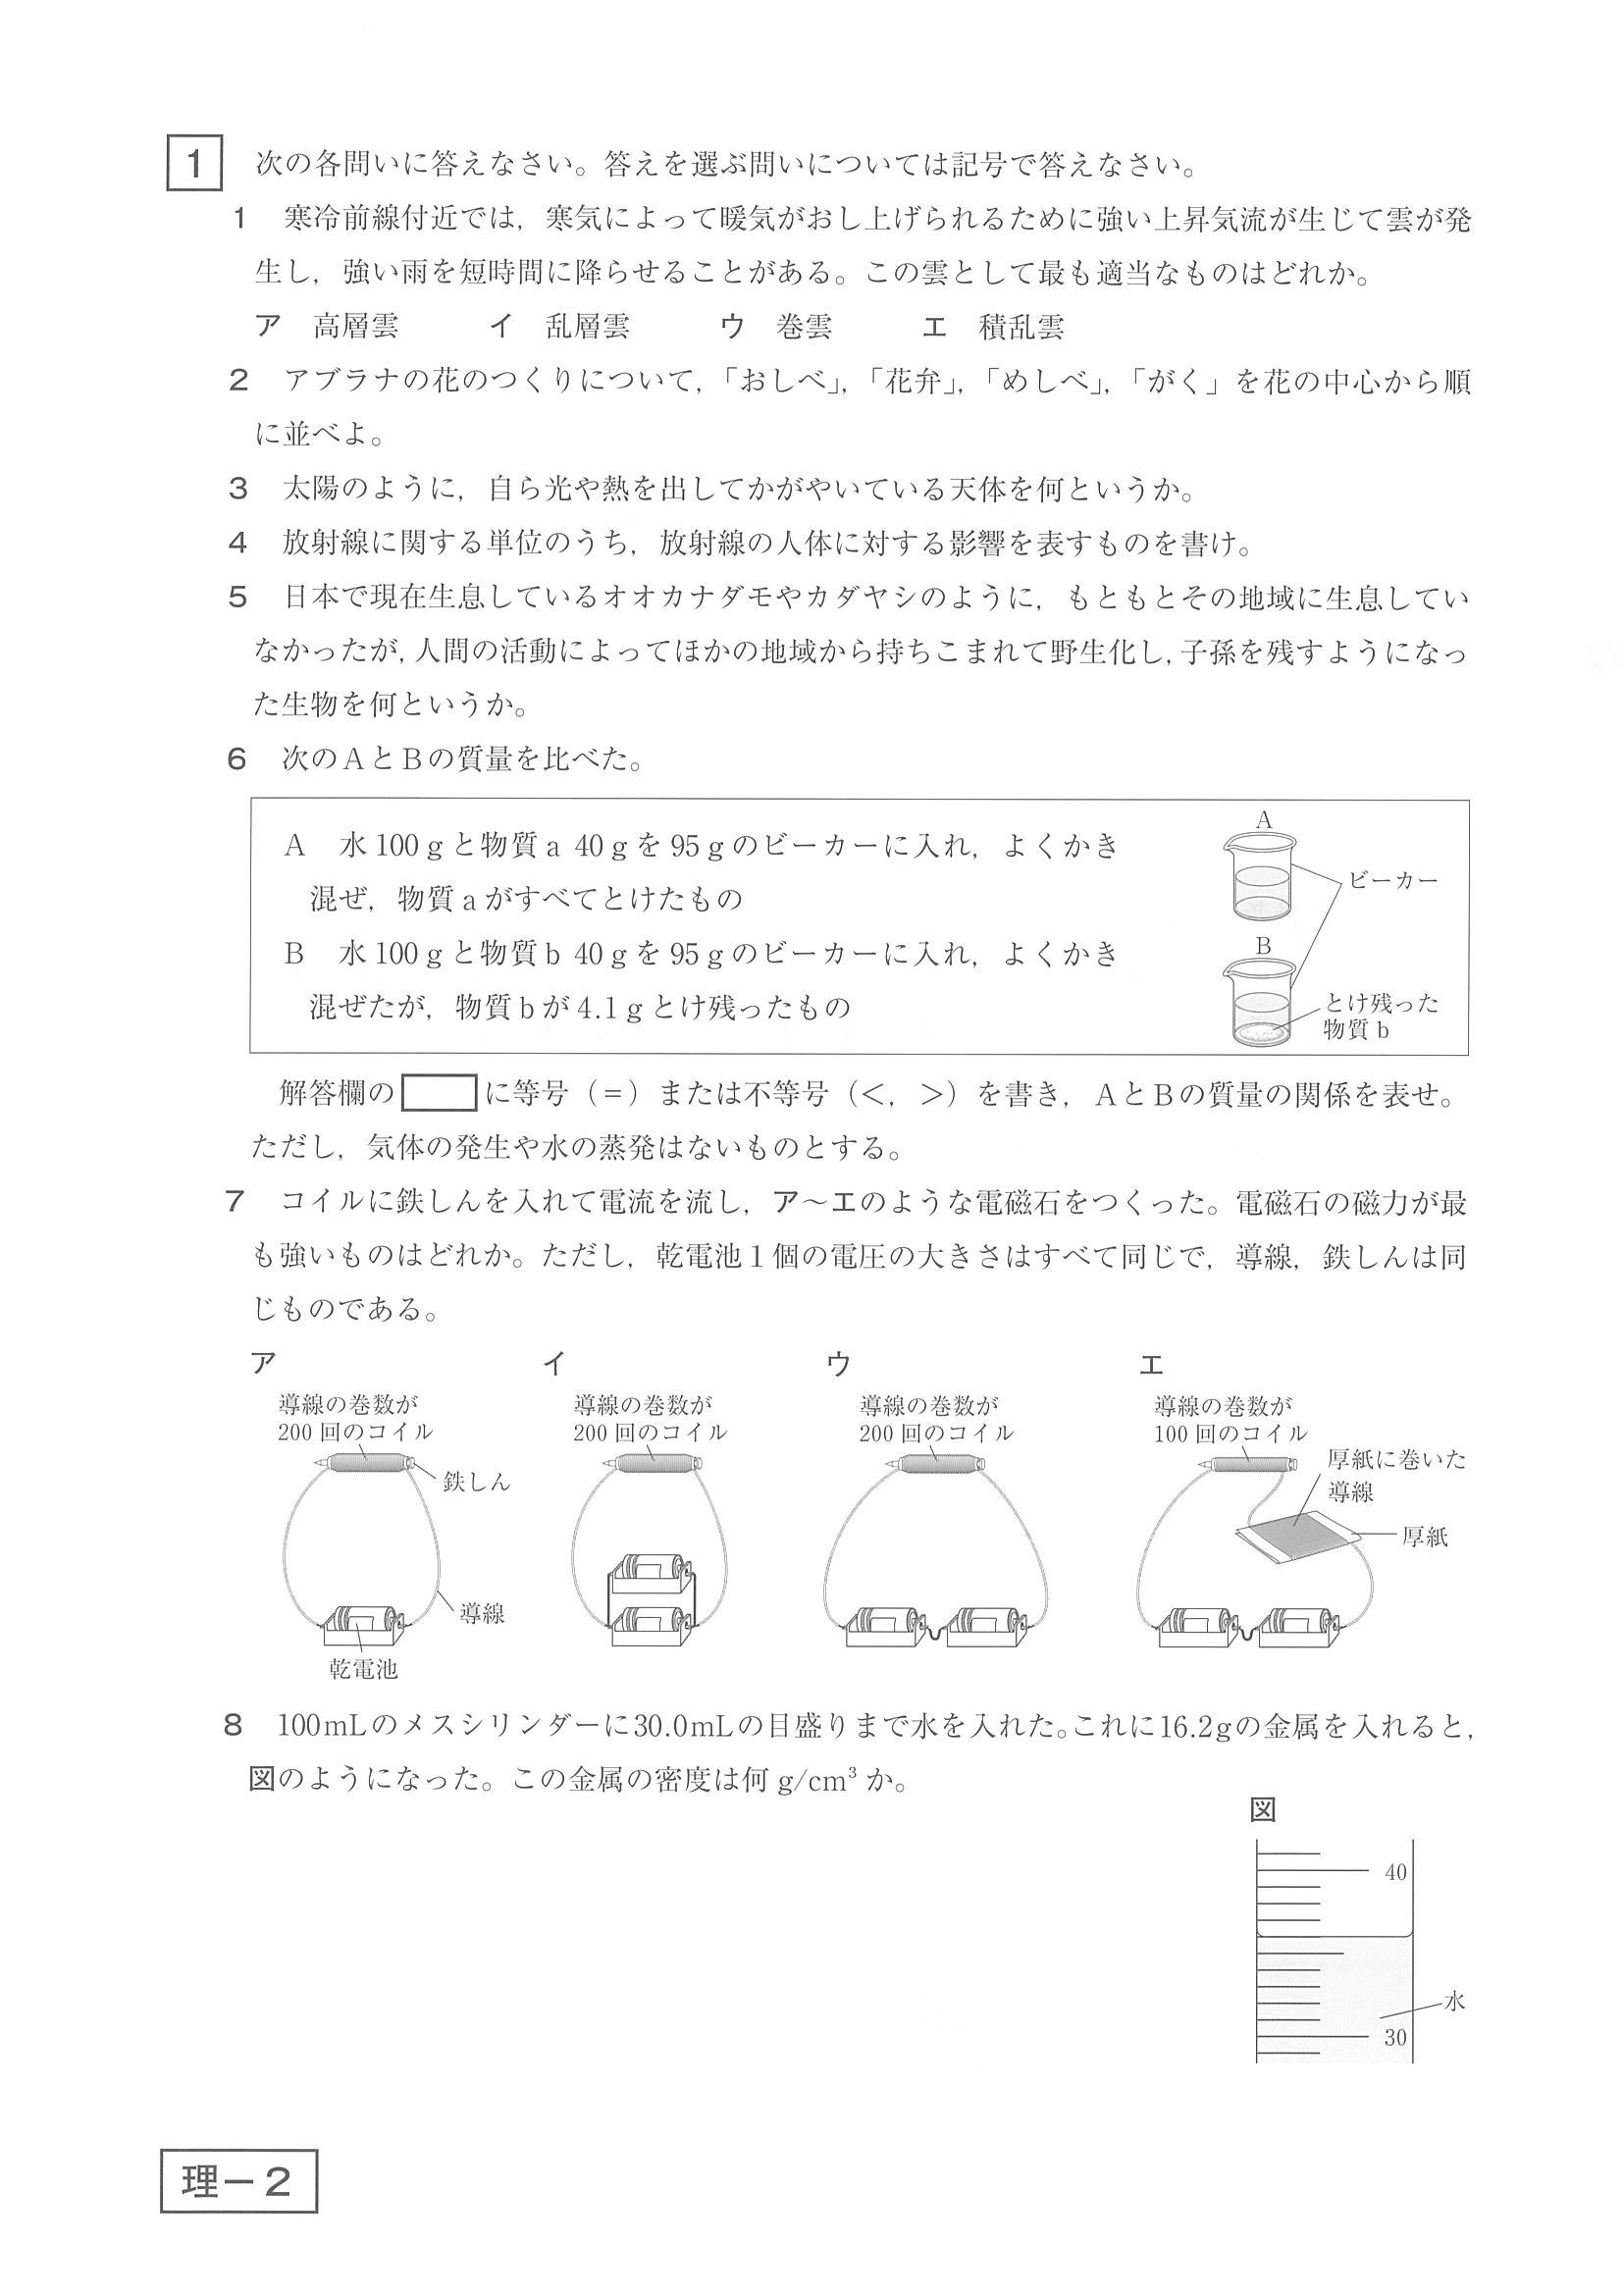 1 次の各問いに答えなさい。答えを選ぶ問いについては記号で答えなさい。
1 寒冷前線付近では，寒気によって暖気がおし上げられるために強い上昇気流が生じて雲が発
生し，強い雨を短時間に降らせることがある。この雲として最も適当なものはどれか。
ア 高層雲 イ 乱層雲 ウ 巻雲 エ 積乱雲
2 アブラナの花のつくりについて，「おしべ」，「花弁」，「めしべ」，「がく」を花の中心から順
に並べよ。
3 太陽のように，自ら光や熱を出してかがやいている天体を何というか。
4 放射線に関する単位のうち，放射線の人体に対する影響を表すものを書け。
5 日本で現在生息しているオオカナダモやカダヤシのように，もともとその地域に生息してい
なかったが，人間の活動によってほかの地域から持ちこまれて野生化し，子孫を残すようになっ
た生物を何というか。
6 次のAとBの質量を比べた。
A 水100gと物質a 40gを95gのビーカーに入れ，よくかき
混ぜ，物質aがすべてとけたもの
B 水100gと物質b 40gを95gのビーカーに入れ，よくかき
混ぜたが，物質bが4.1gとけ残ったもの
A
ビーカー
B
とけ残った
物質b
解答欄の に等号（＝）または不等号（＜，＞）を書き，AとBの質量の関係を表せ。
ただし，気体の発生や水の蒸発はないものとする。
7 コイルに鉄しんを入れて電流を流し，ア～エのような電磁石をつくった。電磁石の磁力が最
も強いものはどれか。ただし，乾電池1個の電圧の大きさはすべて同じで，導線，鉄しんは同
じものである。
ア
導線の巻数が
200回のコイル
鉄しん
導線
乾電池
イ
導線の巻数が
200回のコイル
ウ
導線の巻数が
200回のコイル
エ
導線の巻数が
100回のコイル
厚紙に巻いた
導線
厚紙
8 100mLのメスシリンダーに30.0mLの目盛りまで水を入れた。これに16.2gの金属を入れると，
図のようになった。この金属の密度は何 g/cm³ か。
図
40
水
30
理－2